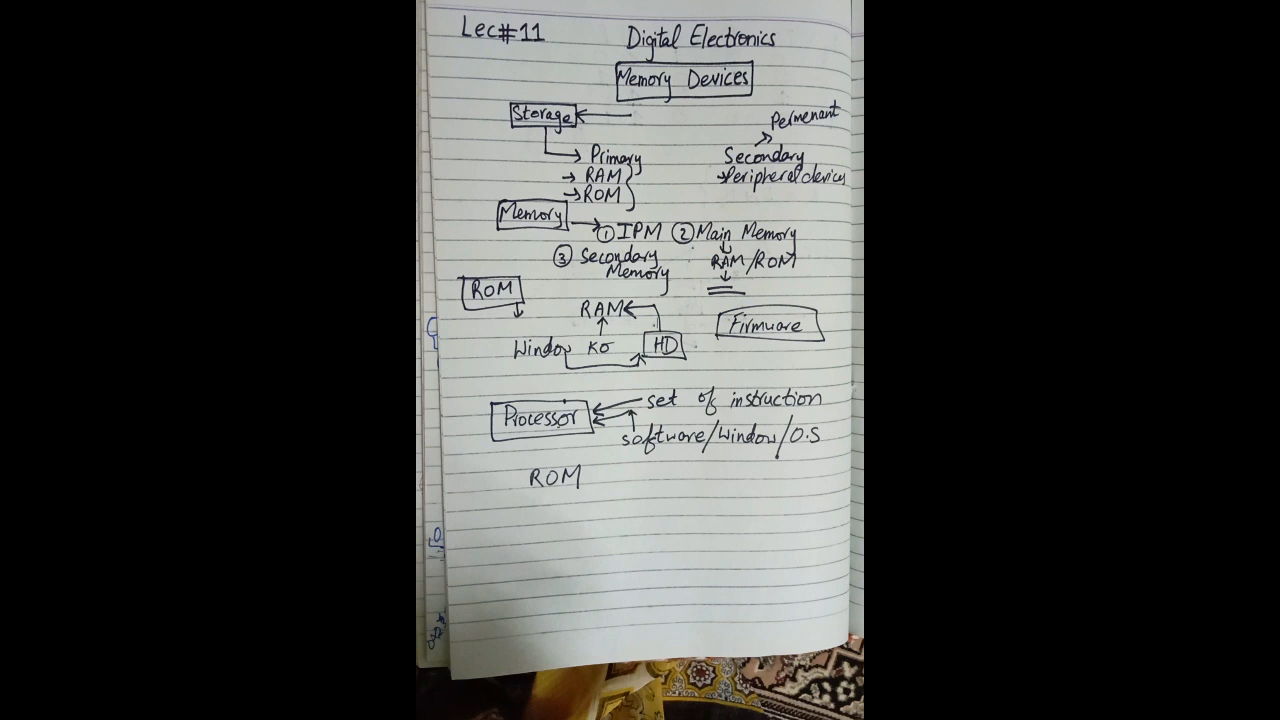 Lec#11 Digital Electronics
Memory Devices
Storage
Permenant
Primary
Secondary
RAM
Peripheral devices
ROM
Memory
① IPM ② Main Memory
③ Secondary Memory
RAM/ROM
ROM
RAM
Firmware
Window KO HD
Processor
set of instruction
software/Window/O.S
ROM